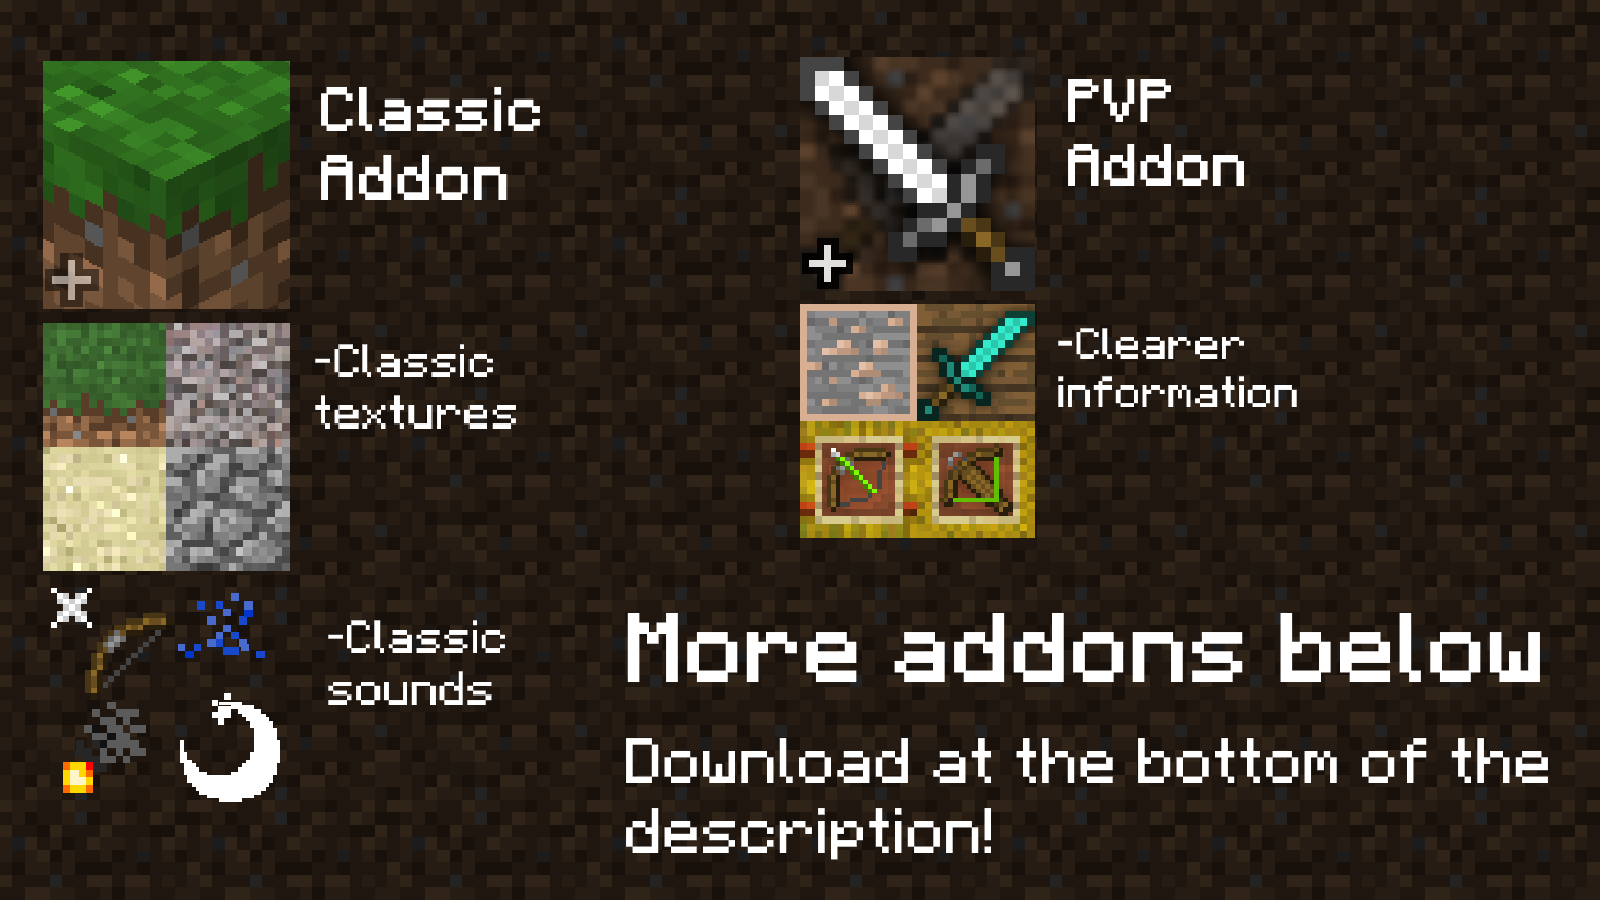 Classic
Addon
-Classic
textures
-Classic
sounds
PVP
Addon
-Clearer
information
More addons below
Download at the bottom of the
description!